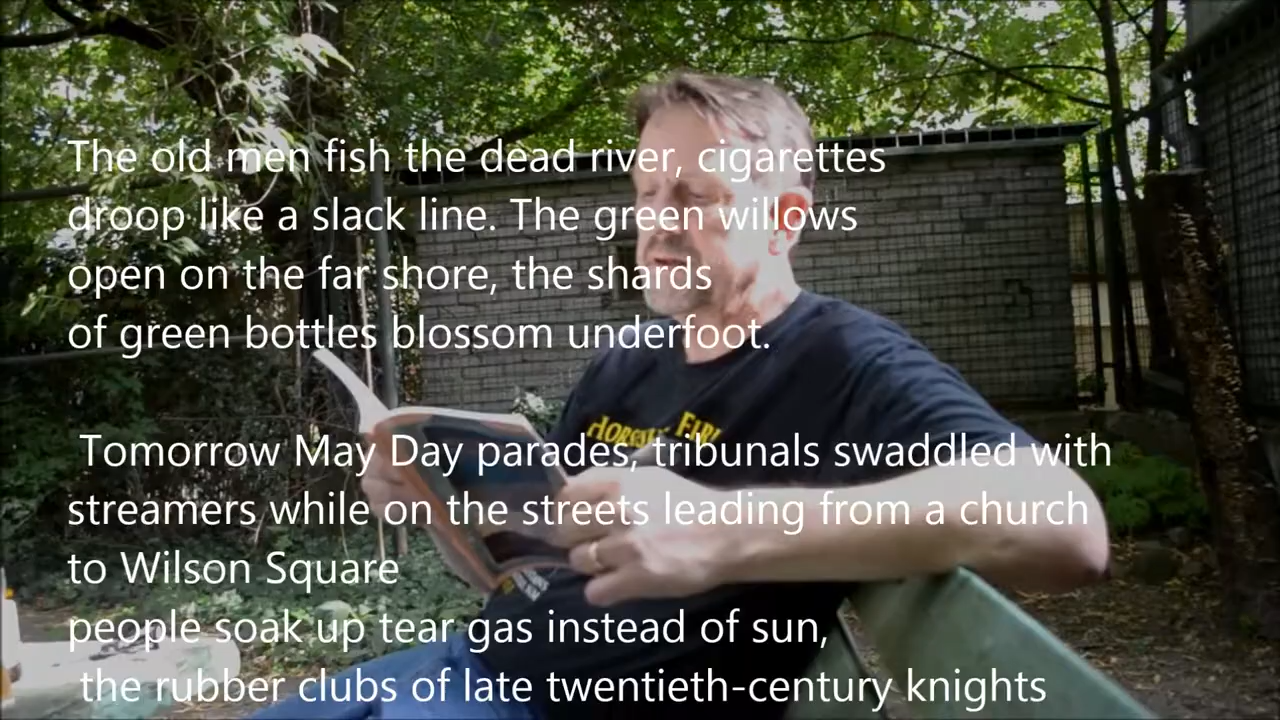 The old men fish the dead river, cigarettes
droop like a slack line. The green willows
open on the far shore, the shards
of green bottles blossom underfoot.
Tomorrow May Day parades, tribunals swaddled with
streamers while on the streets leading from a church
to Wilson Square
people soak up tear gas instead of sun,
the rubber clubs of late twentieth-century knights